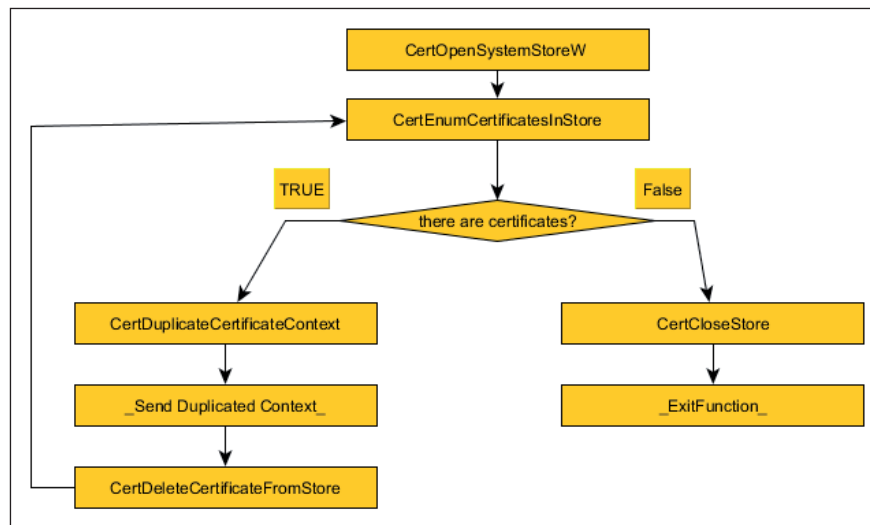 CertOpenSystemStoreW
CertEnumCertificatesInStore
TRUE
False
there are certificates?
CertDuplicateCertificateContext
CertCloseStore
_Send Duplicated Context_
_ExitFunction_
CertDeleteCertificateFromStore